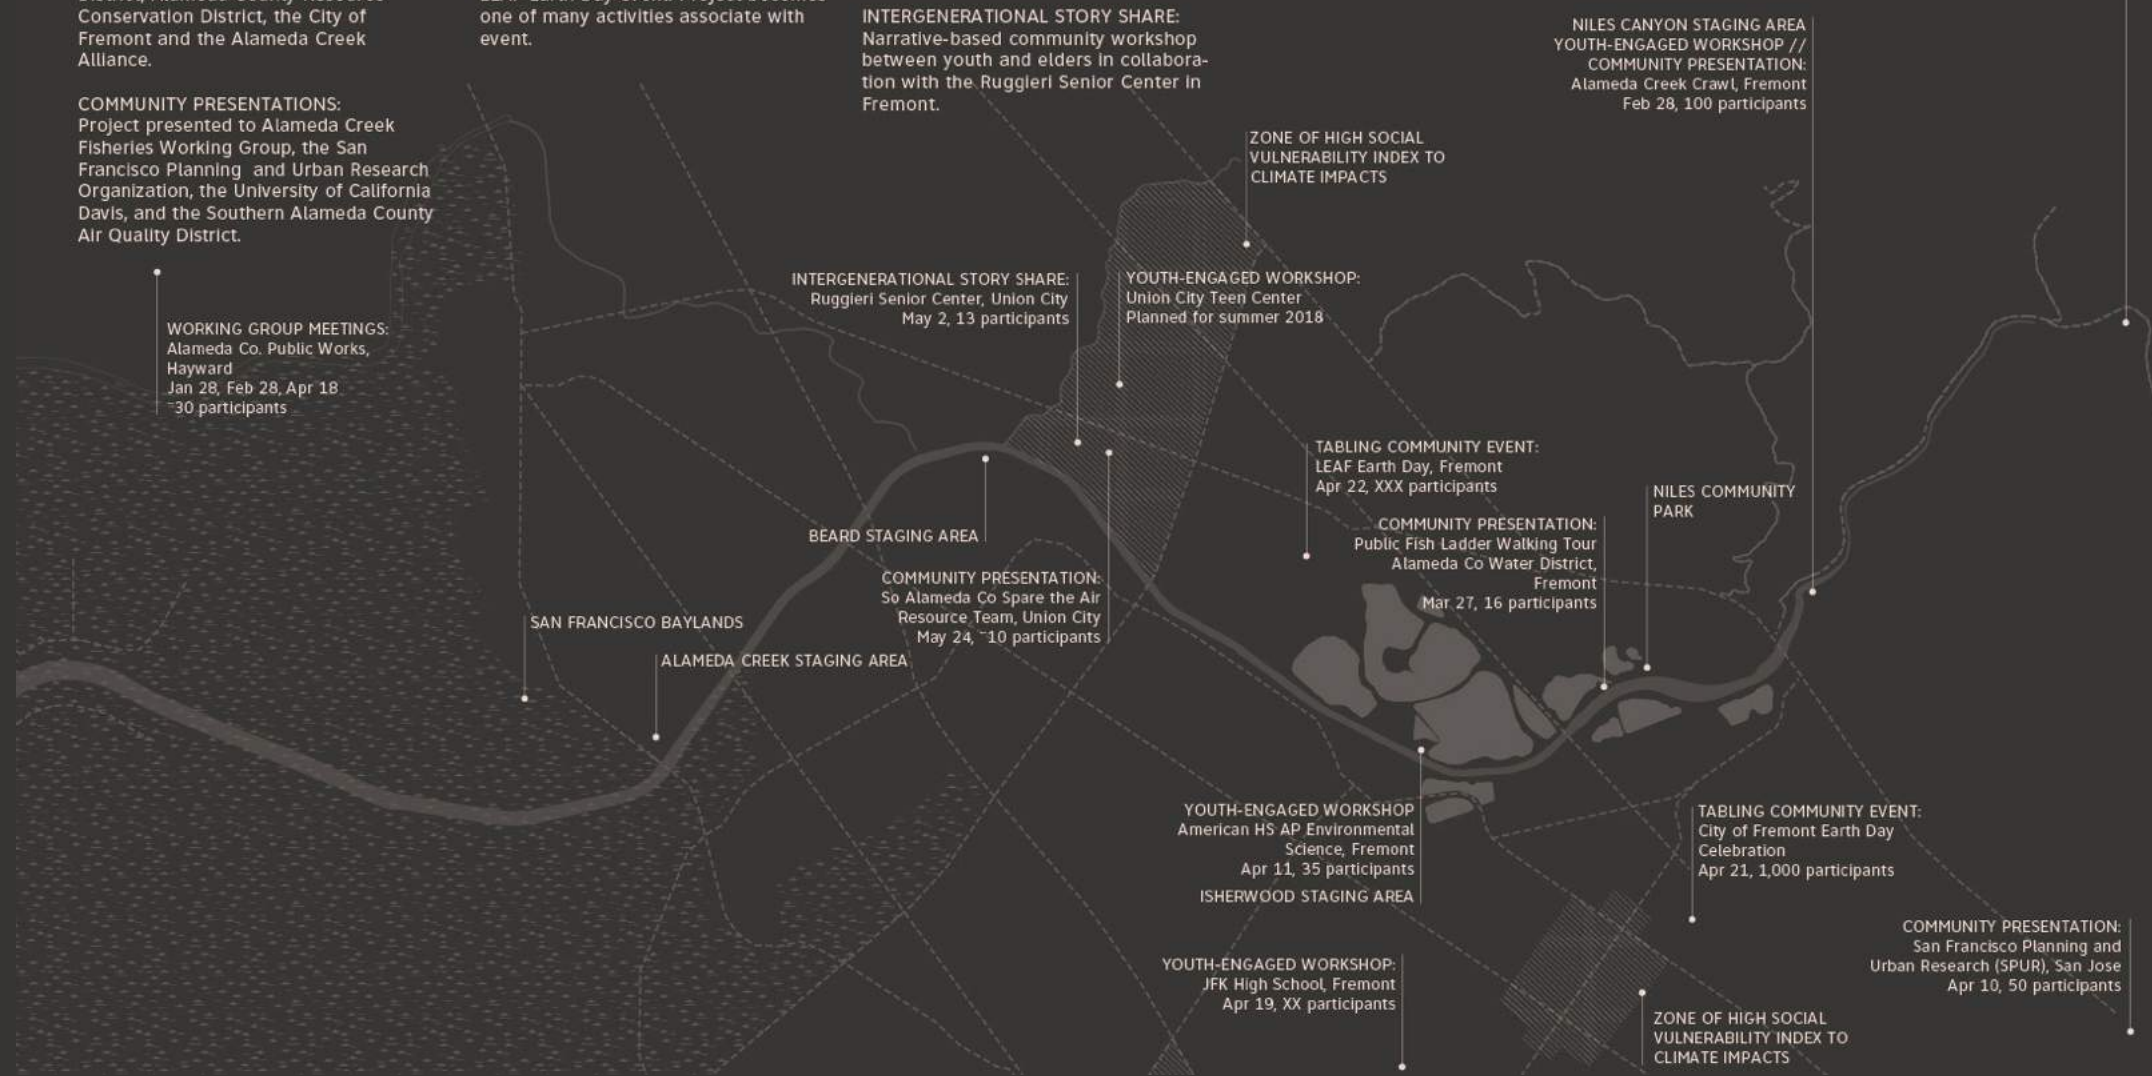 Conservation District, the City of
Fremont and the Alameda Creek
Alliance.
COMMUNITY PRESENTATIONS:
Project presented to Alameda Creek
Fisheries Working Group, the San
Francisco Planning  and Urban Research
Organization, the University of California
Davis, and the Southern Alameda County
Air Quality District.
one of many activities associate with
event.
INTERGENERATIONAL STORY SHARE:
Narrative-based community workshop
between youth and elders in collabora-
tion with the Ruggieri Senior Center in
Fremont.
NILES CANYON STAGING AREA
YOUTH-ENGAGED WORKSHOP //
COMMUNITY PRESENTATION:
Alameda Creek Crawl, Fremont
Feb 28, 100 participants
ZONE OF HIGH SOCIAL
VULNERABILITY INDEX TO
CLIMATE IMPACTS
WORKING GROUP MEETINGS:
Alameda Co. Public Works,
Hayward
Jan 28, Feb 28, Apr 18
~30 participants
INTERGENERATIONAL STORY SHARE:
Ruggieri Senior Center, Union City
May 2, 13 participants
YOUTH-ENGAGED WORKSHOP:
Union City Teen Center
Planned for summer 2018
TABLING COMMUNITY EVENT:
LEAF Earth Day, Fremont
Apr 22, XXX participants
NILES COMMUNITY
PARK
BEARD STAGING AREA
COMMUNITY PRESENTATION:
Public Fish Ladder Walking Tour
Alameda Co Water District,
Fremont
Mar 27, 16 participants
COMMUNITY PRESENTATION:
So Alameda Co Spare the Air
Resource Team, Union City
May 24, ~10 participants
SAN FRANCISCO BAYLANDS
ALAMEDA CREEK STAGING AREA
YOUTH-ENGAGED WORKSHOP
American HS AP Environmental
Science, Fremont
Apr 11, 35 participants
ISHERWOOD STAGING AREA
TABLING COMMUNITY EVENT:
City of Fremont Earth Day
Celebration
Apr 21, 1,000 participants
COMMUNITY PRESENTATION:
San Francisco Planning and
Urban Research (SPUR), San Jose
Apr 10, 50 participants
YOUTH-ENGAGED WORKSHOP:
JFK High School, Fremont
Apr 19, XX participants
ZONE OF HIGH SOCIAL
VULNERABILITY INDEX TO
CLIMATE IMPACTS